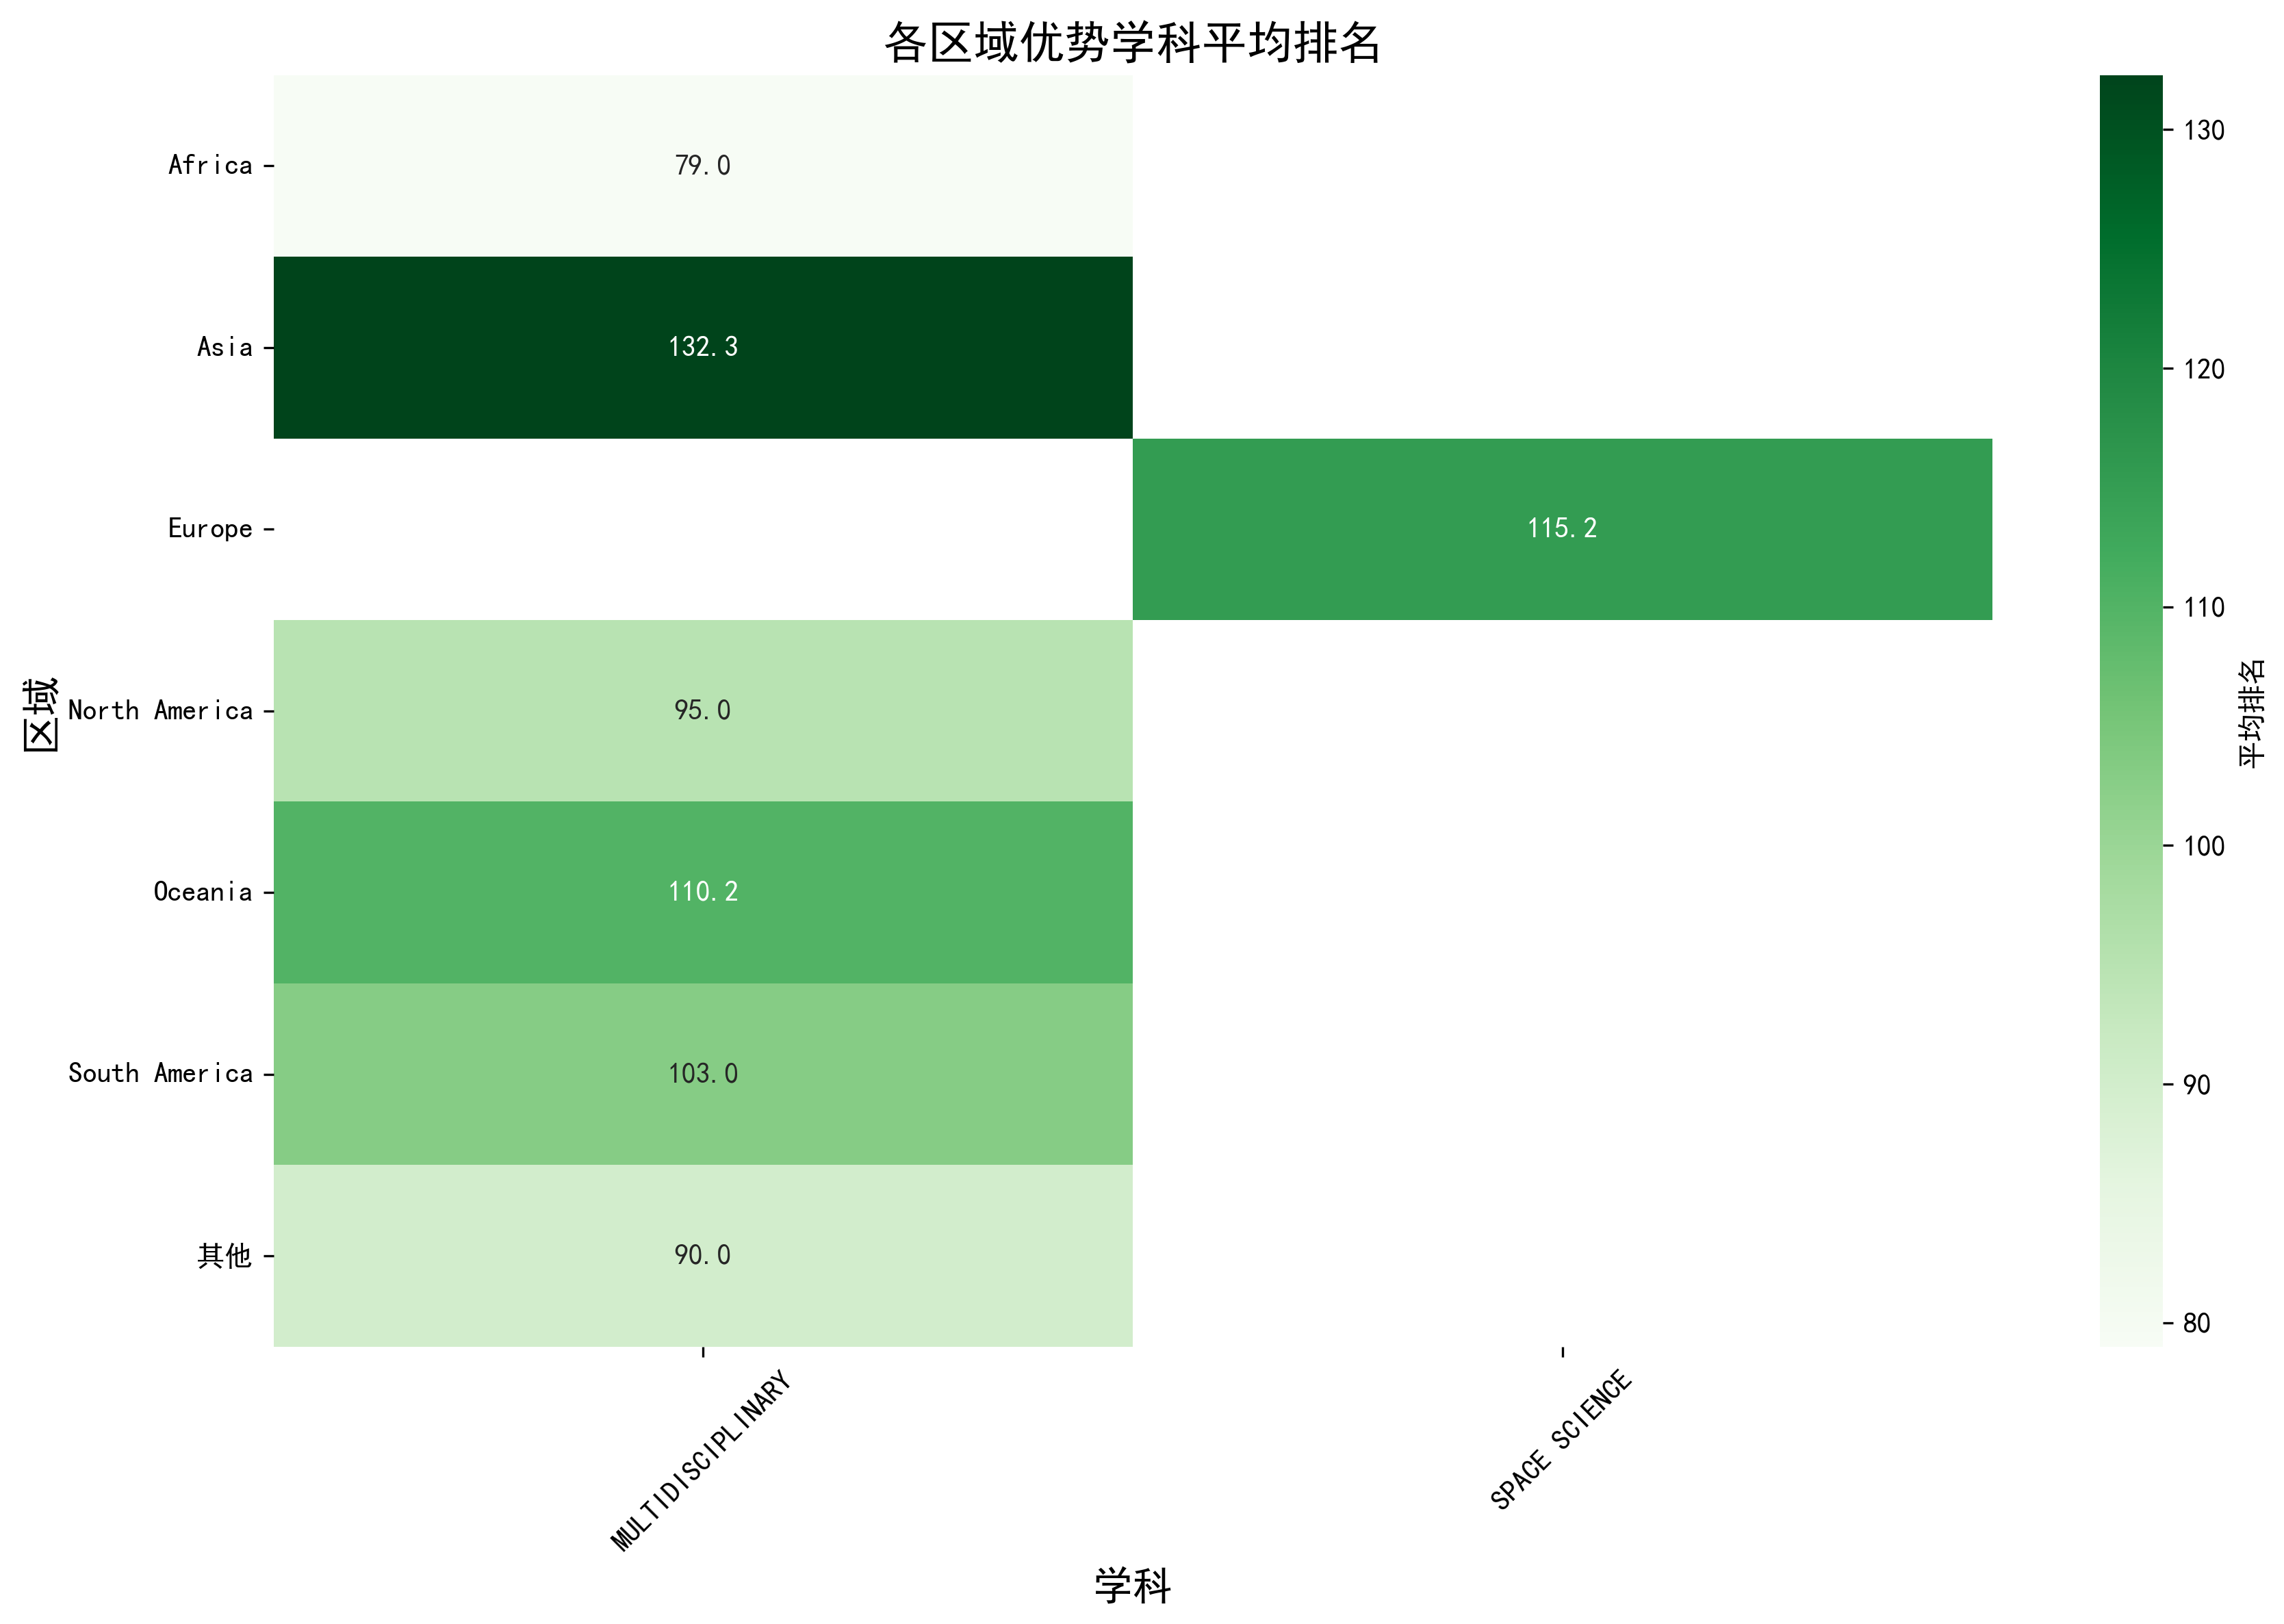 各区域优势学科平均排名
区域
Africa
79.0
Asia
132.3
Europe
115.2
North America
95.0
Oceania
110.2
South America
103.0
其他
90.0
MULTIDISCIPLINARY
SPACE SCIENCE
学科
130
120
110
100
90
80
平均排名